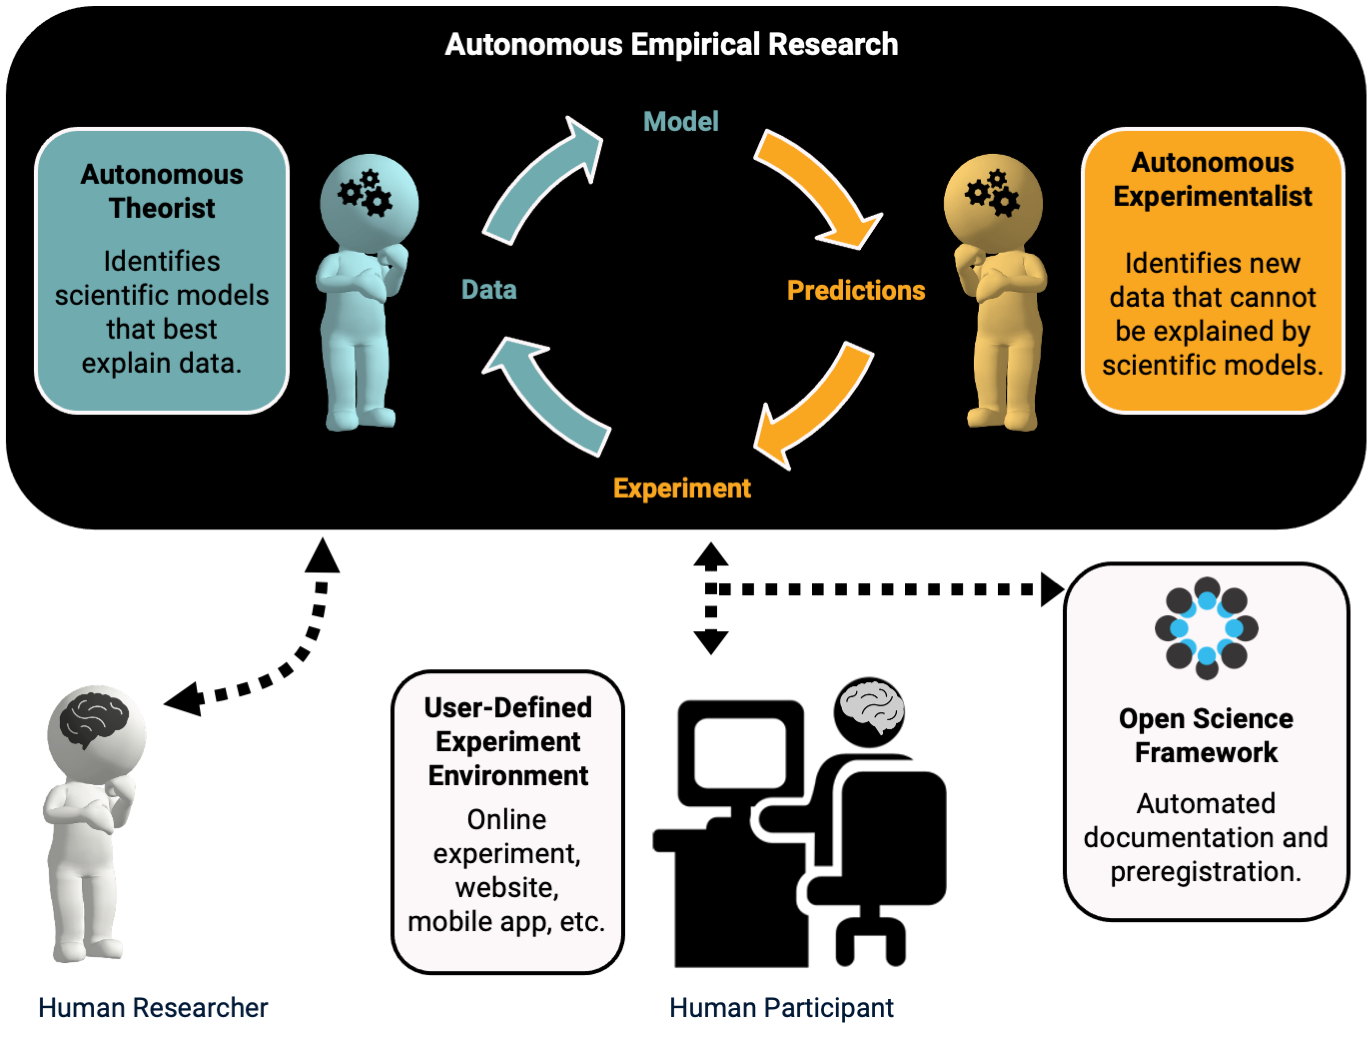 Autonomous Empirical Research
Model
Autonomous
Theorist
Identifies
scientific models
that best
explain data.
Data
Predictions
Autonomous
Experimentalist
Identifies new
data that cannot
be explained by
scientific models.
Experiment
User-Defined
Experiment
Environment
Online
experiment,
website,
mobile app, etc.
Open Science
Framework
Automated
documentation and
preregistration.
Human Researcher
Human Participant